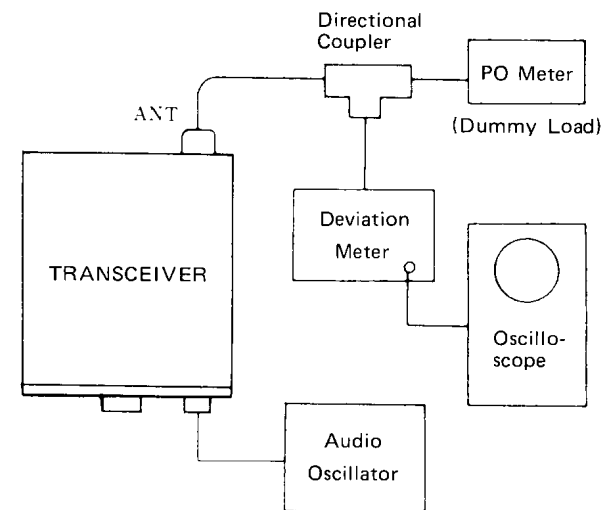 Directional
Coupler
PO Meter
(Dummy Load)
ANT
Deviation
Meter
TRANSCEIVER
Oscillo-
scope
Audio
Oscillator